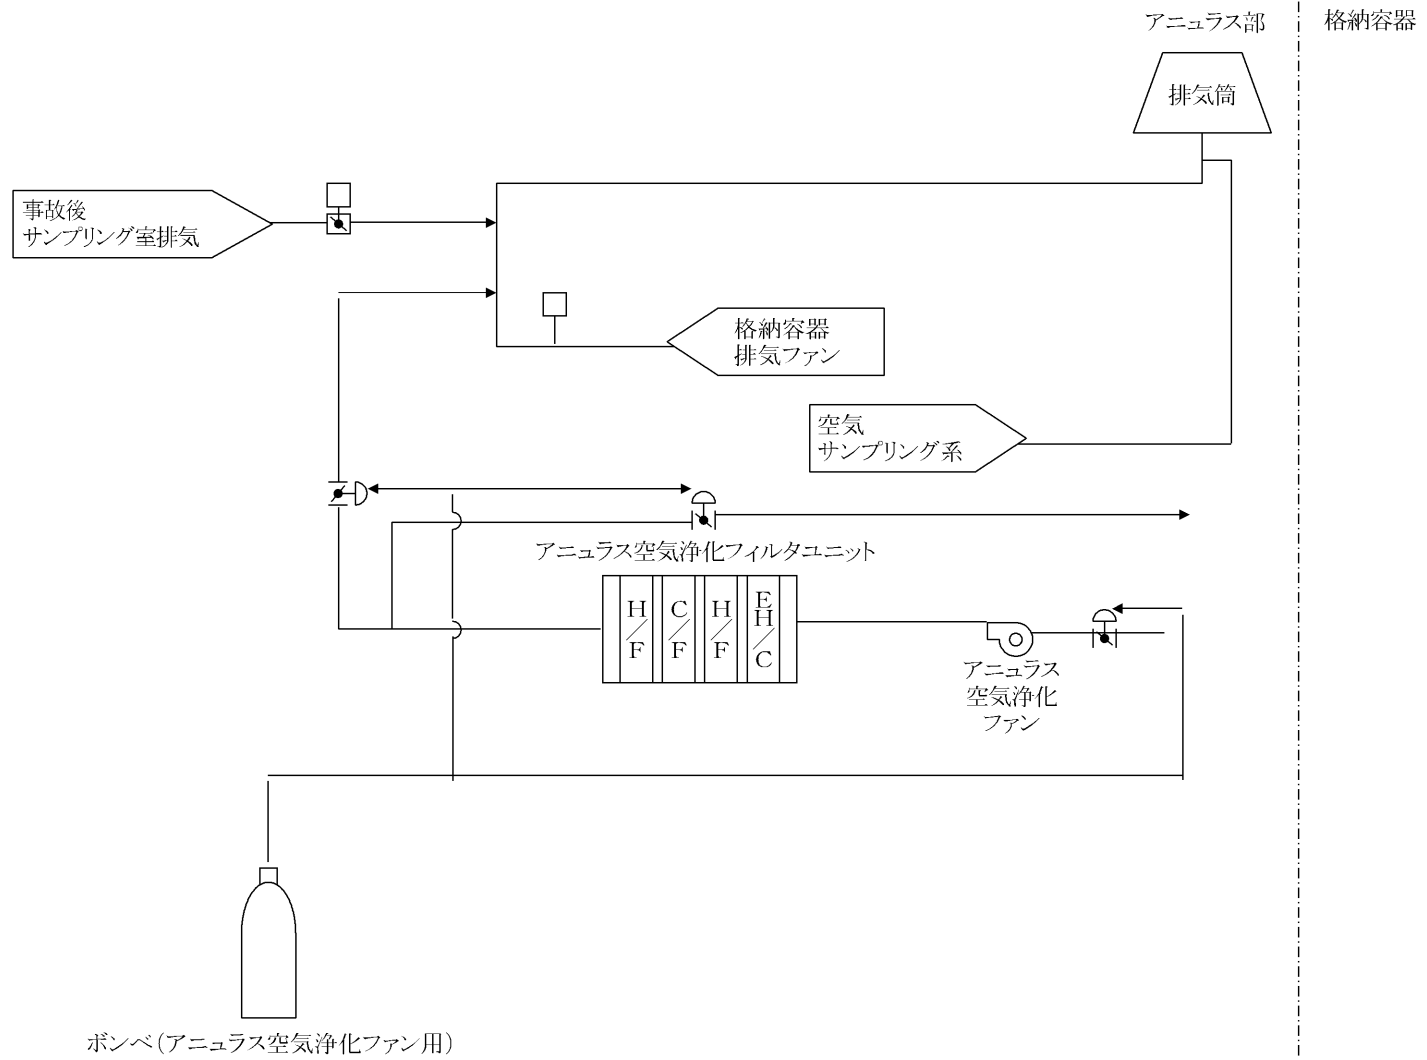 アニュラス部
格納容器
排気筒
事故後
サンプリング室排気
格納容器
排気ファン
空気
サンプリング系
アニュラス空気浄化フィルタユニット
H/F
C/F
H/F
EH/C
アニュラス
空気浄化
ファン
ボンベ(アニュラス空気浄化ファン用)